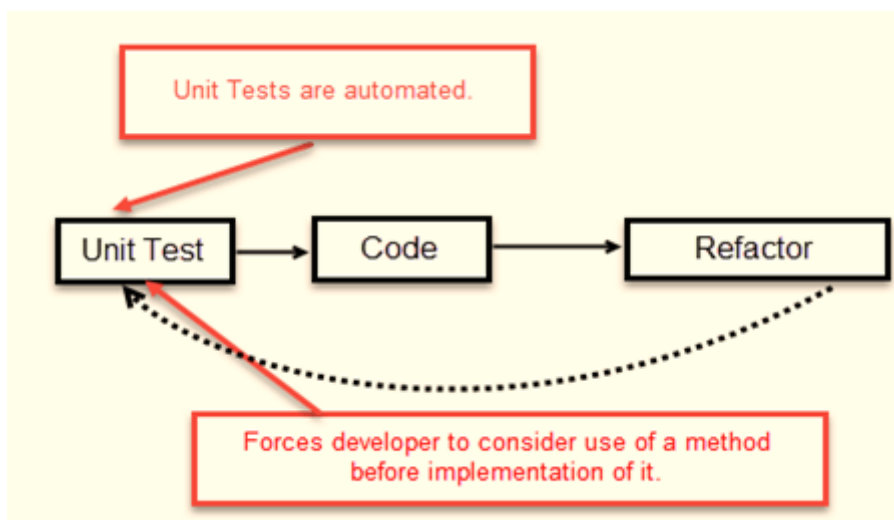 Unit Tests are automated.
Unit Test
Code
Refactor
Forces developer to consider use of a method
before implementation of it.